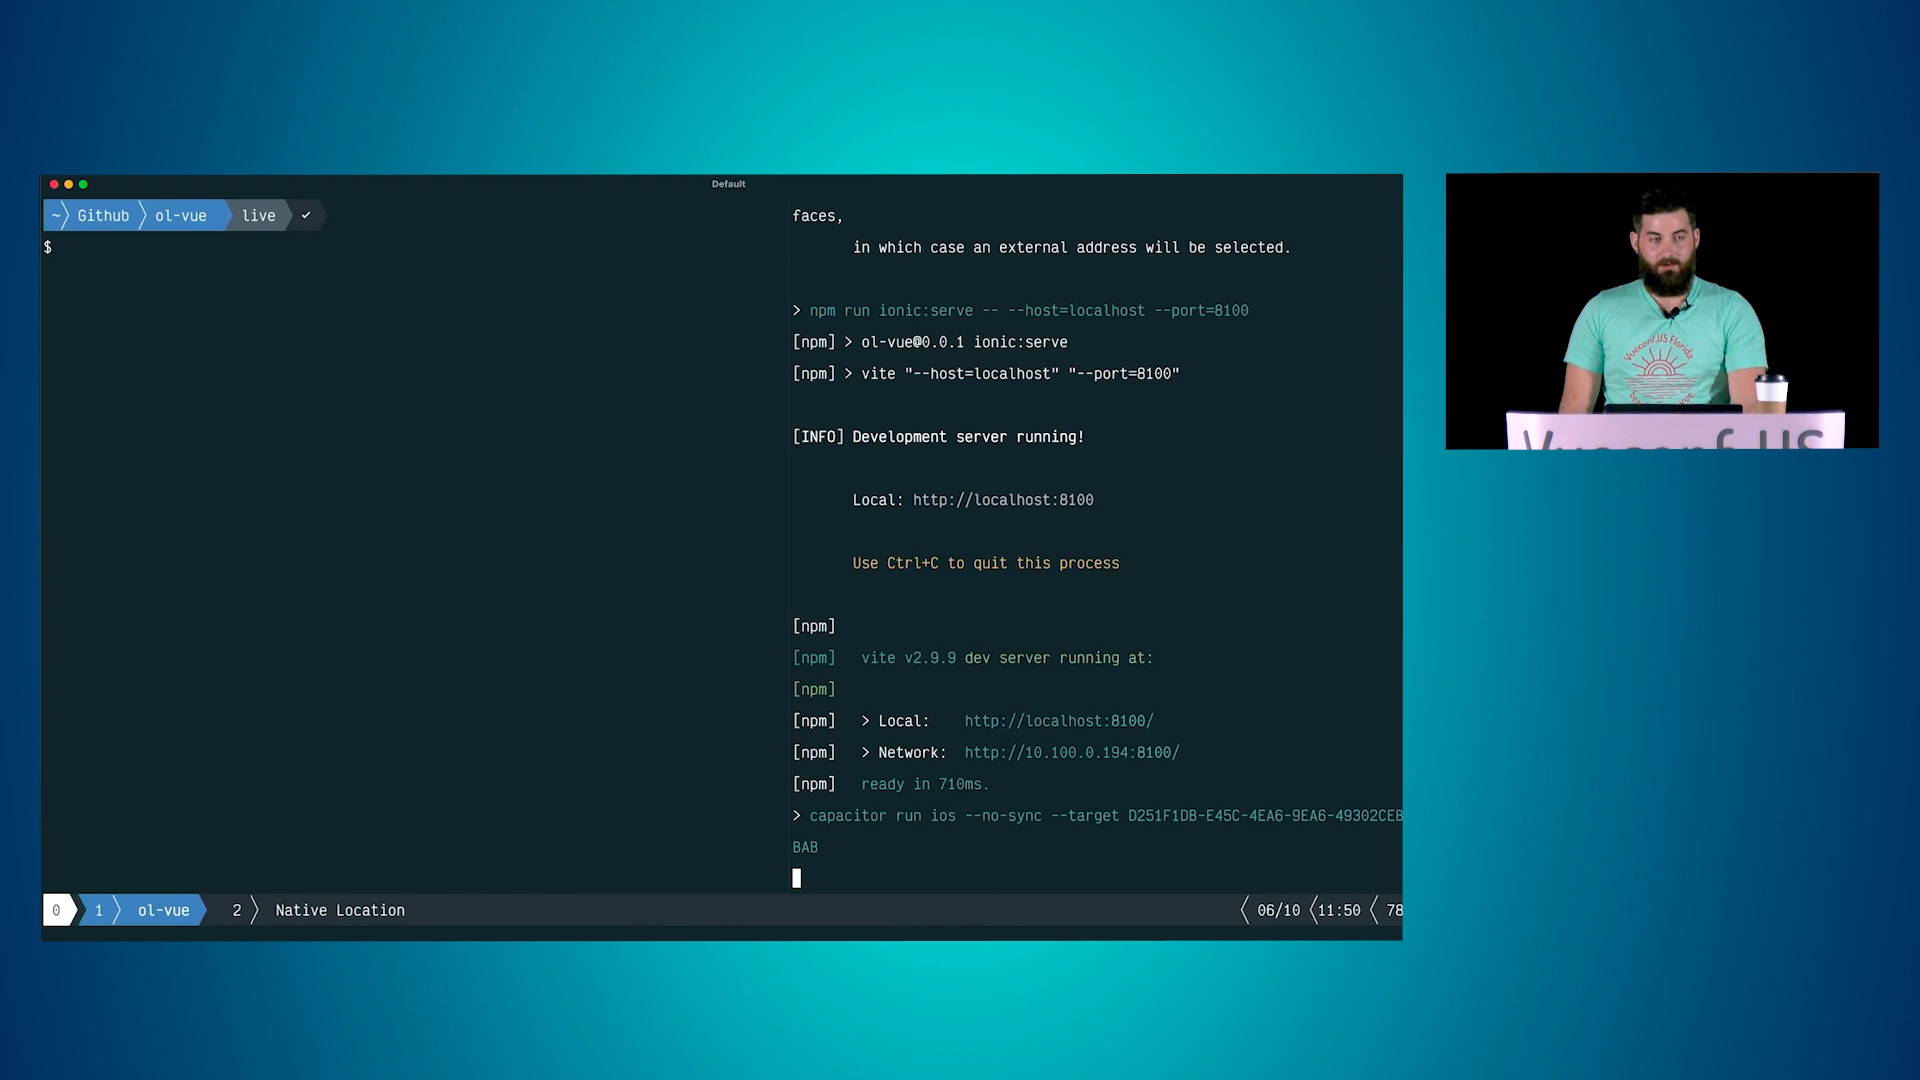 Default
~ Github ol-vue live ✓
$
faces,
in which case an external address will be selected.
> npm run ionic:serve -- --host=localhost --port=8100
[npm] > ol-vue@0.0.1 ionic:serve
[npm] > vite "--host=localhost" "--port=8100"
[INFO] Development server running!
Local: http://localhost:8100
Use Ctrl+C to quit this process
[npm]
[npm] vite v2.9.9 dev server running at:
[npm]
[npm] > Local: http://localhost:8100/
[npm] > Network: http://10.100.0.194:8100/
[npm] ready in 710ms.
> capacitor run ios --no-sync --target D251F1DB-E45C-4EA6-9EA6-49302CEB
BAB
0 1 ol-vue 2 Native Location 06/10 11:50 78
Vueconf.US Florida
Vueconf.US